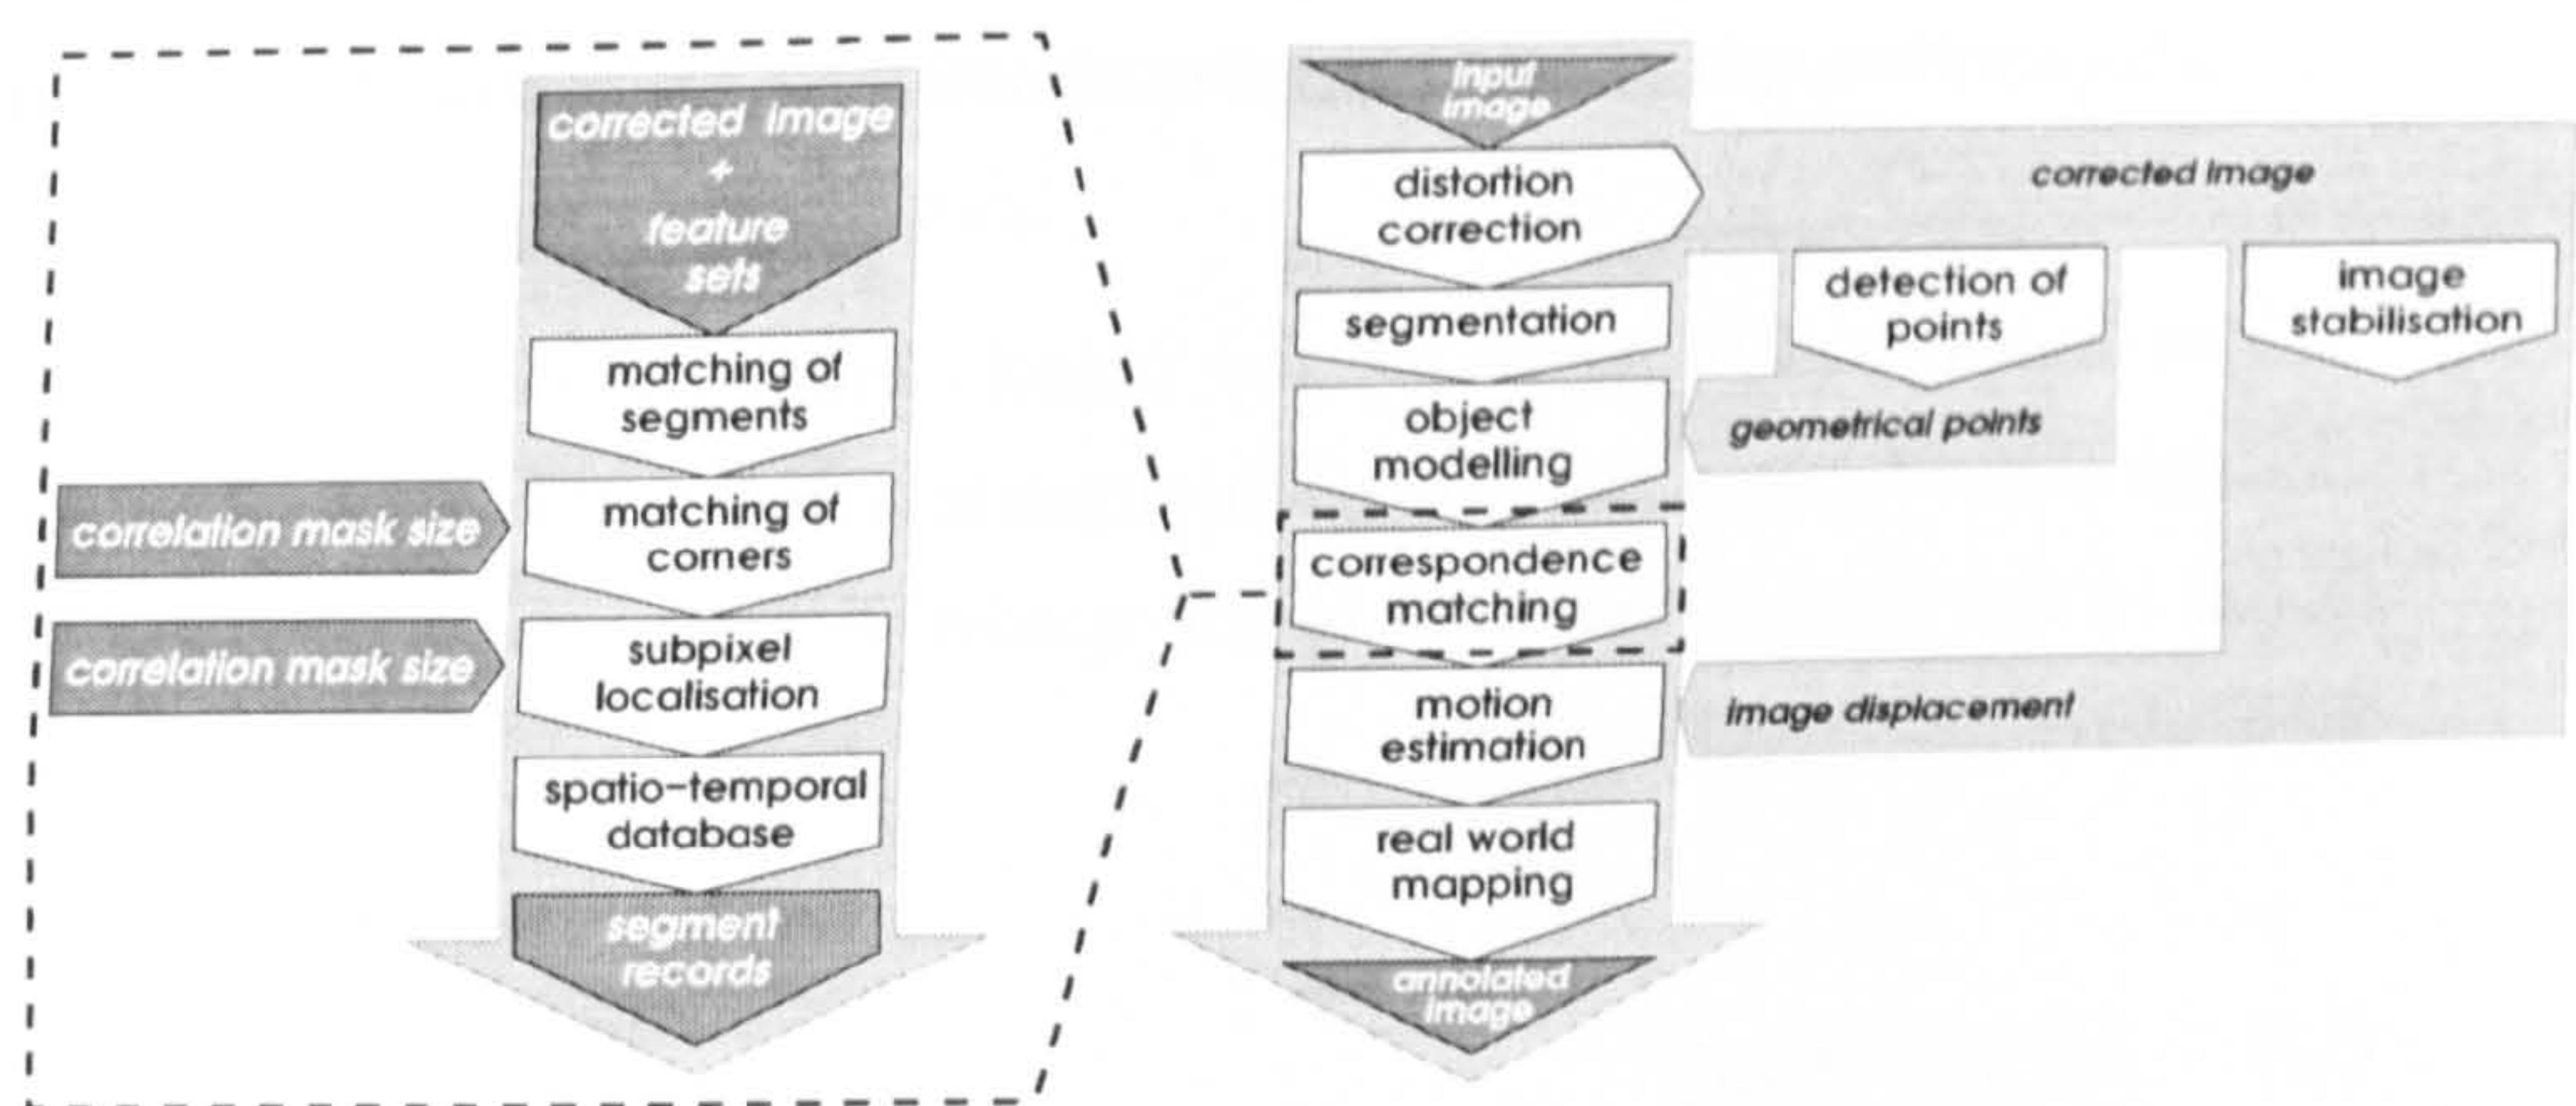 corrected image
+
feature
sets
matching of
segments
correlation mask size
matching of
corners
correlation mask size
subpixel
localisation
spatio-temporal
database
segment
records
input
image
distortion
correction
corrected image
segmentation
detection of
points
image
stabilisation
object
modelling
geometrical points
correspondence
matching
motion
estimation
image displacement
real world
mapping
annotated
image